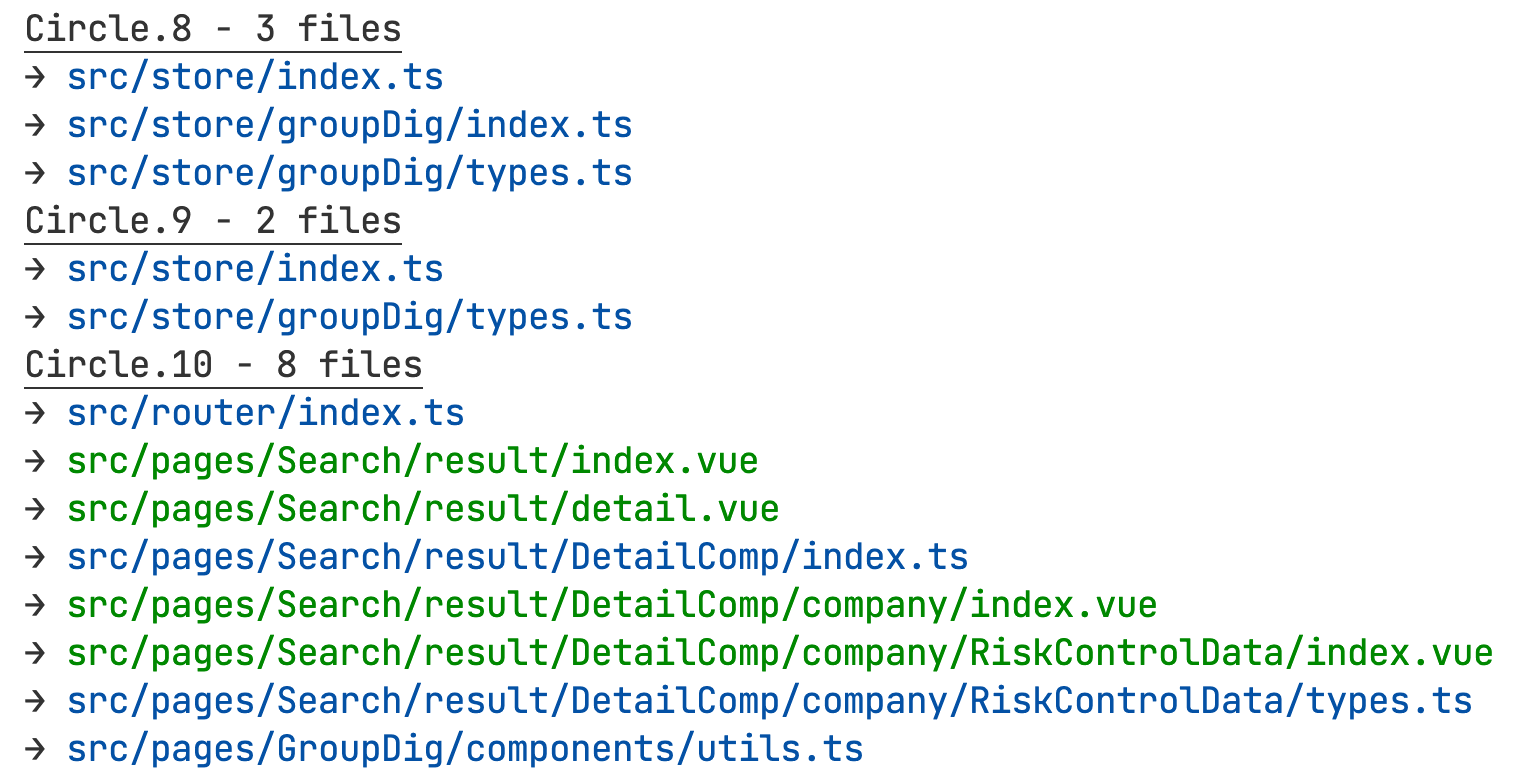 Circle.8 - 3 files
→ src/store/index.ts
→ src/store/groupDig/index.ts
→ src/store/groupDig/types.ts
Circle.9 - 2 files
→ src/store/index.ts
→ src/store/groupDig/types.ts
Circle.10 - 8 files
→ src/router/index.ts
→ src/pages/Search/result/index.vue
→ src/pages/Search/result/detail.vue
→ src/pages/Search/result/DetailComp/index.ts
→ src/pages/Search/result/DetailComp/company/index.vue
→ src/pages/Search/result/DetailComp/company/RiskControlData/index.vue
→ src/pages/Search/result/DetailComp/company/RiskControlData/types.ts
→ src/pages/GroupDig/components/utils.ts